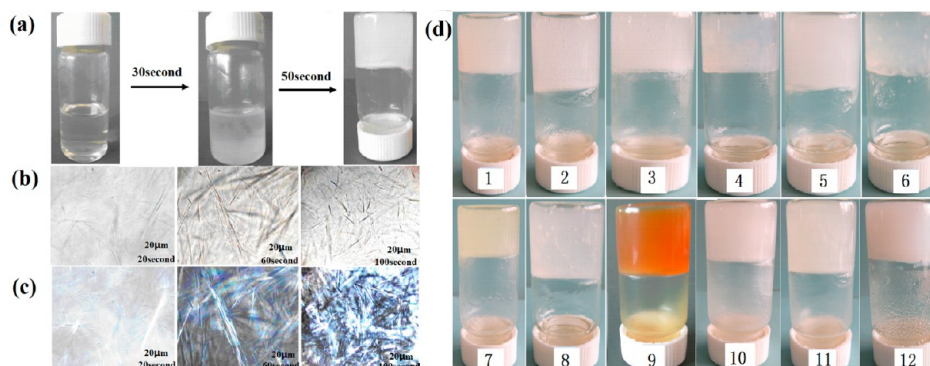 (a)
30second
50second
(b)
20μm
20second
20μm
60second
20μm
100second
(c)
20μm
20second
20μm
60second
20μm
100second
(d)
1
2
3
4
5
6
7
8
9
10
11
12